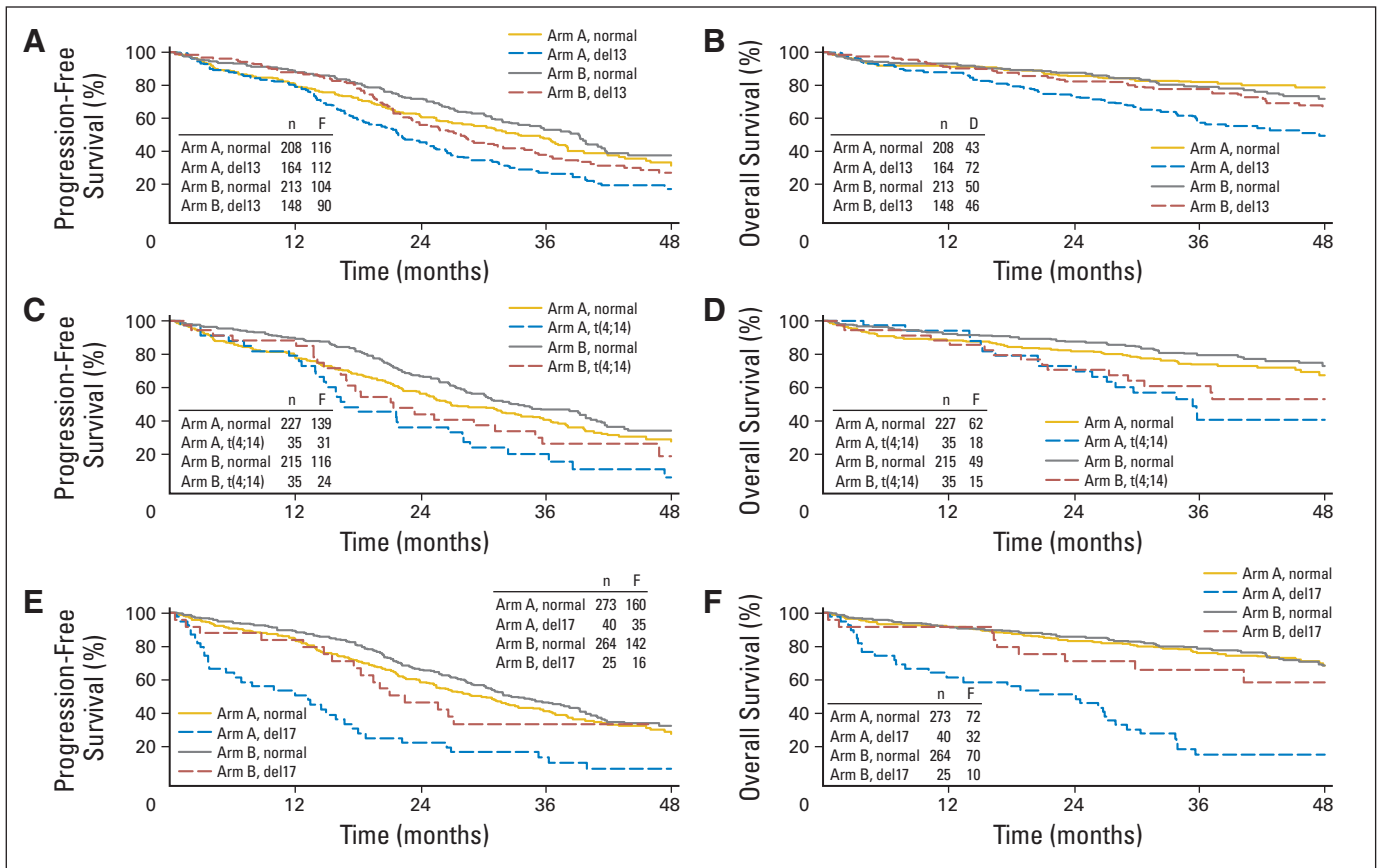 A
Progression-Free
Survival (%)
100
80
60
40
20
0
12
24
36
48
Time (months)
Arm A, normal
Arm A, del13
Arm B, normal
Arm B, del13
n F
Arm A, normal 208 116
Arm A, del13 164 112
Arm B, normal 213 104
Arm B, del13 148 90
B
Overall Survival (%)
100
80
60
40
20
0
12
24
36
48
Time (months)
n D
Arm A, normal 208 43
Arm A, del13 164 72
Arm B, normal 213 50
Arm B, del13 148 46
Arm A, normal
Arm A, del13
Arm B, normal
Arm B, del13
C
Progression-Free
Survival (%)
100
80
60
40
20
0
12
24
36
48
Time (months)
Arm A, normal
Arm A, t(4;14)
Arm B, normal
Arm B, t(4;14)
n F
Arm A, normal 227 139
Arm A, t(4;14) 35 31
Arm B, normal 215 116
Arm B, t(4;14) 35 24
D
Overall Survival (%)
100
80
60
40
20
0
12
24
36
48
Time (months)
n F
Arm A, normal 227 62
Arm A, t(4;14) 35 18
Arm B, normal 215 49
Arm B, t(4;14) 35 15
Arm A, normal
Arm A, t(4;14)
Arm B, normal
Arm B, t(4;14)
E
Progression-Free
Survival (%)
100
80
60
40
20
0
12
24
36
48
Time (months)
n F
Arm A, normal 273 160
Arm A, del17 40 35
Arm B, normal 264 142
Arm B, del17 25 16
Arm A, normal
Arm A, del17
Arm B, normal
Arm B, del17
F
Overall Survival (%)
100
80
60
40
20
0
12
24
36
48
Time (months)
Arm A, normal
Arm A, del17
Arm B, normal
Arm B, del17
n F
Arm A, normal 273 72
Arm A, del17 40 32
Arm B, normal 264 70
Arm B, del17 25 10